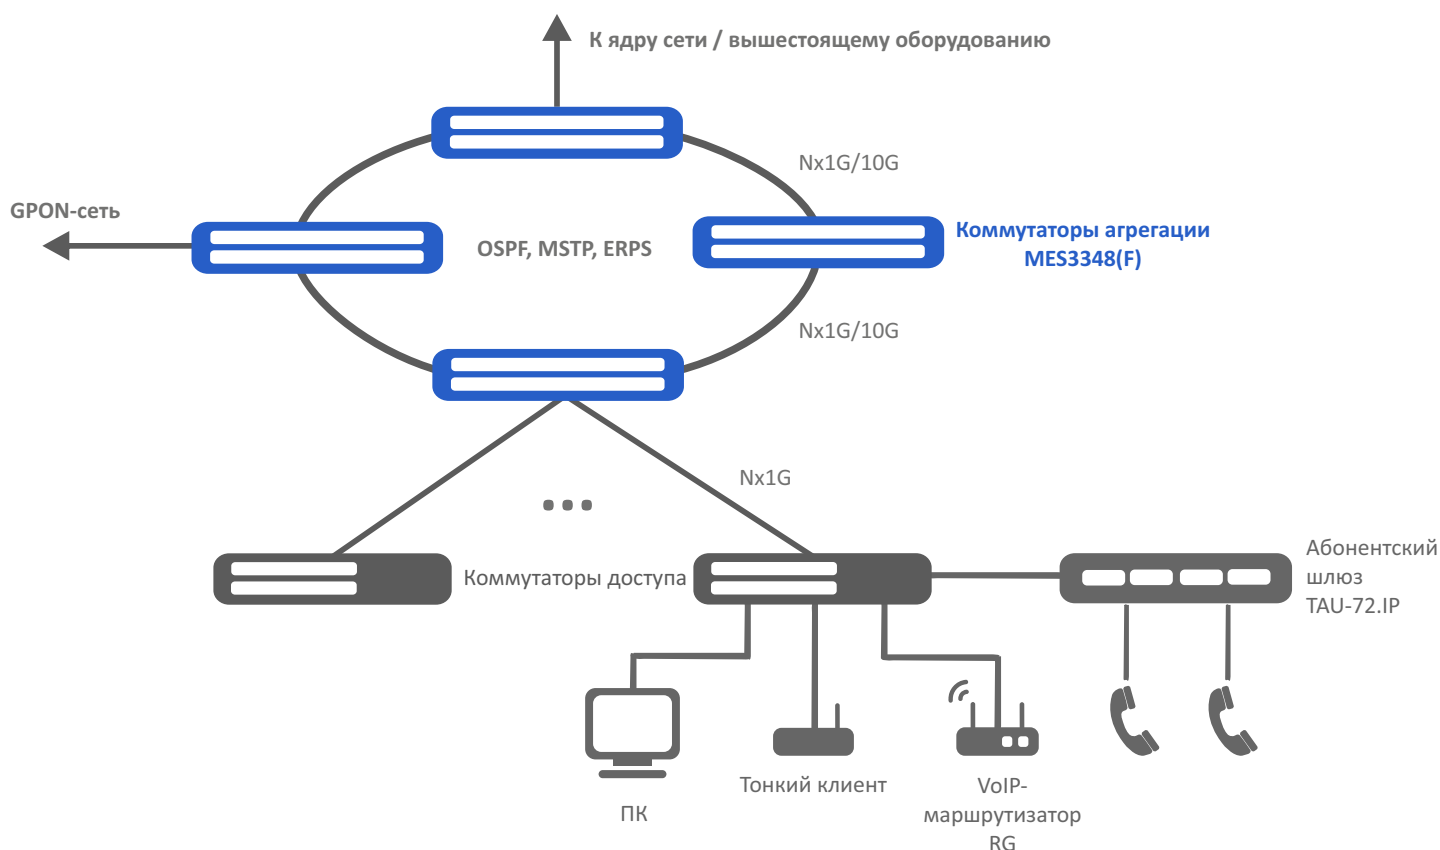 К ядру сети / вышестоящему оборудованию
Nx1G/10G
GPON-сеть
OSPF, MSTP, ERPS
Коммутаторы агрегации
MES3348(F)
Nx1G/10G
Nx1G
Коммутаторы доступа
Абонентский
шлюз
TAU-72.IP
ПК
Тонкий клиент
VoIP-
маршрутизатор
RG